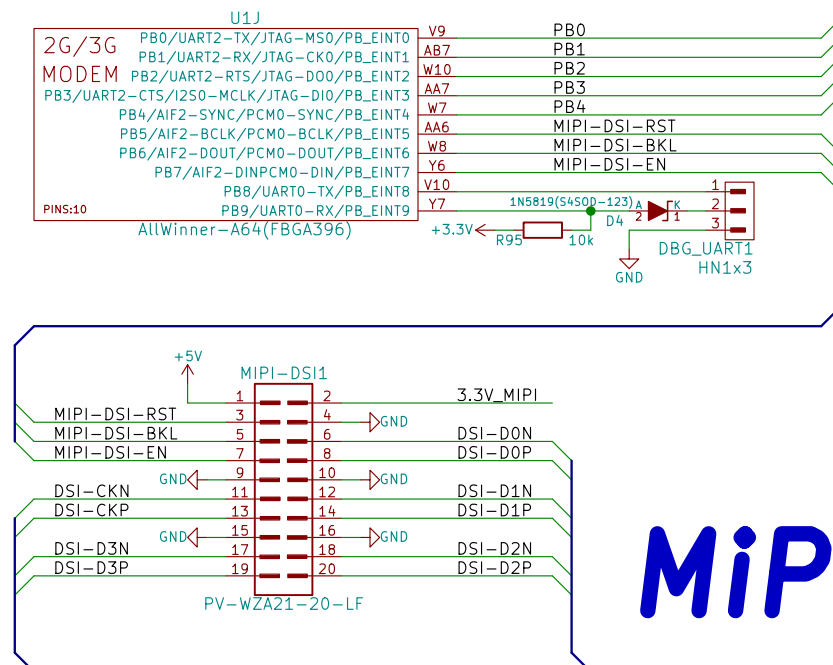 U1J
2G/3G
MODEM
PINS:10
PB0/UART2-TX/JTAG-MS0/PB_EINT0 V9 PB0
PB1/UART2-RX/JTAG-CK0/PB_EINT1 AB7 PB1
PB2/UART2-RTS/JTAG-DO0/PB_EINT2 W10 PB2
PB3/UART2-CTS/I2S0-MCLK/JTAG-DI0/PB_EINT3 AA7 PB3
PB4/AIF2-SYNC/PCM0-SYNC/PB_EINT4 W7 PB4
PB5/AIF2-BCLK/PCM0-BCLK/PB_EINT5 AA6 MIPI-DSI-RST
PB6/AIF2-DOUT/PCM0-DOUT/PB_EINT6 W8 MIPI-DSI-BKL
PB7/AIF2-DINPCM0-DIN/PB_EINT7 Y6 MIPI-DSI-EN
PB8/UART0-TX/PB_EINT8 V10
PB9/UART0-RX/PB_EINT9 Y7
AllWinner-A64(FBGA396)
1N5819(S4SOD-123)
A K
2 1
D4
+3.3V
R95 10k
1
2
3
GND
DBG_UART1
HN1x3
+5V
MIPI-DSI1
1 2 3.3V_MIPI
MIPI-DSI-RST 3 4 GND
MIPI-DSI-BKL 5 6 DSI-D0N
MIPI-DSI-EN 7 8 DSI-D0P
GND 9 10 GND
DSI-CKN 11 12 DSI-D1N
DSI-CKP 13 14 DSI-D1P
GND 15 16 GND
DSI-D3N 17 18 DSI-D2N
DSI-D3P 19 20 DSI-D2P
PV-WZA21-20-LF
MiP